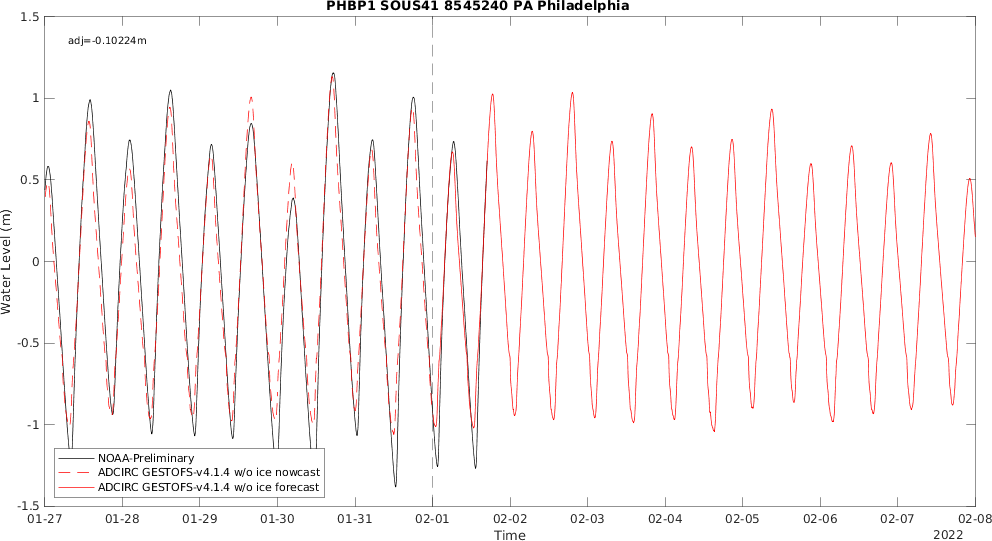 PHBP1 SOUS41 8545240 PA Philadelphia
adj=-0.10224m
1.5
1
0.5
0
-0.5
-1
-1.5
Water Level (m)
NOAA-Preliminary
ADCIRC GESTOFS-v4.1.4 w/o ice nowcast
ADCIRC GESTOFS-v4.1.4 w/o ice forecast
01-27 01-28 01-29 01-30 01-31 02-01 02-02 02-03 02-04 02-05 02-06 02-07 02-08
Time
2022